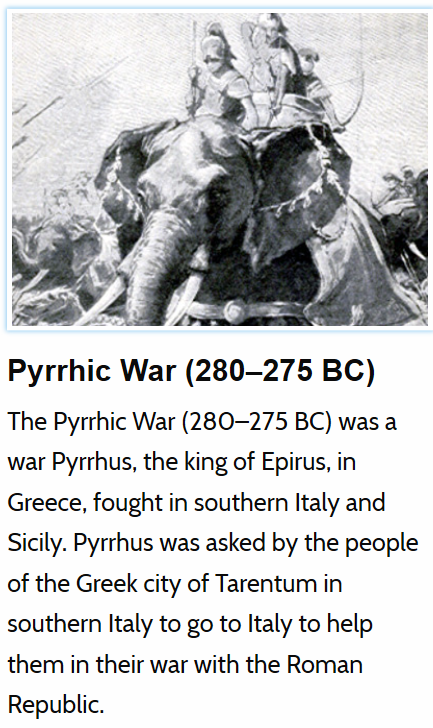 Pyrrhic War (280–275 BC)
The Pyrrhic War (280–275 BC) was a
war Pyrrhus, the king of Epirus, in
Greece, fought in southern Italy and
Sicily. Pyrrhus was asked by the people
of the Greek city of Tarentum in
southern Italy to go to Italy to help
them in their war with the Roman
Republic.